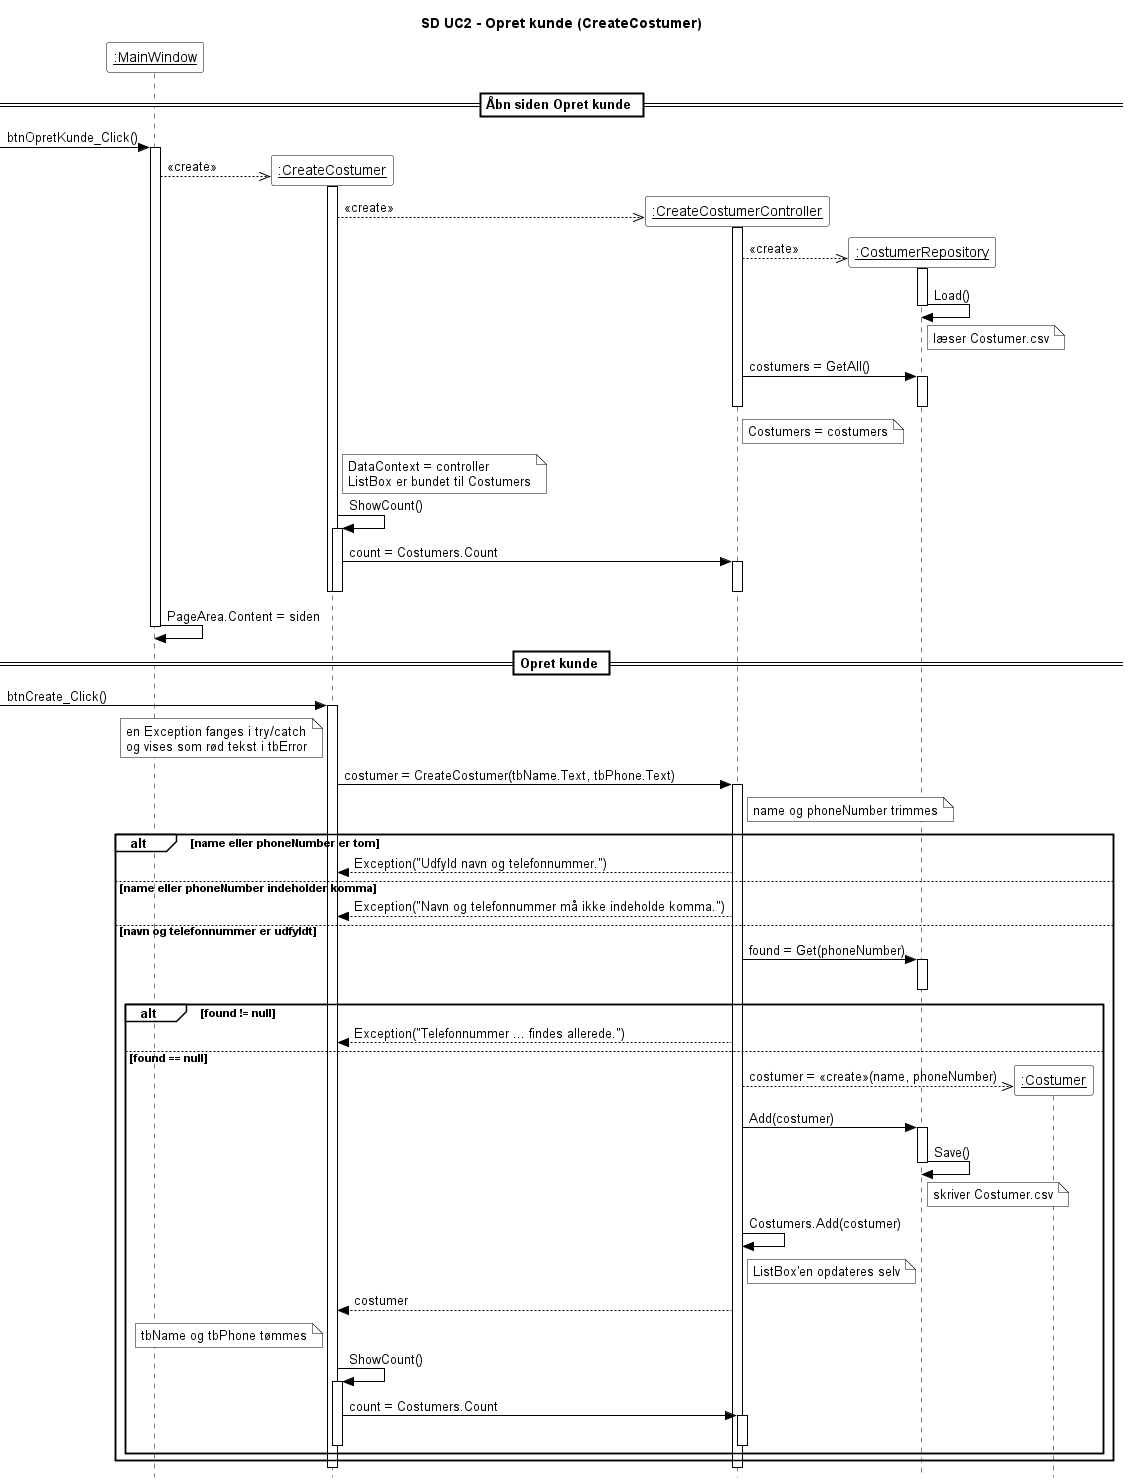 SD UC2 - Opret kunde (CreateCostumer)
:MainWindow
Åbn siden Opret kunde
btnOpretKunde_Click()
«create»
:CreateCostumer
«create»
:CreateCostumerController
«create»
:CostumerRepository
Load()
læser Costumer.csv
costumers = GetAll()
Costumers = costumers
DataContext = controller
ListBox er bundet til Costumers
ShowCount()
count = Costumers.Count
PageArea.Content = siden
Opret kunde
btnCreate_Click()
en Exception fanges i try/catch
og vises som rød tekst i tbError
costumer = CreateCostumer(tbName.Text, tbPhone.Text)
name og phoneNumber trimmes
alt
[name eller phoneNumber er tom]
Exception("Udfyld navn og telefonnummer.")
[name eller phoneNumber indeholder komma]
Exception("Navn og telefonnummer må ikke indeholde komma.")
[navn og telefonnummer er udfyldt]
found = Get(phoneNumber)
alt
[found != null]
Exception("Telefonnummer ... findes allerede.")
[found == null]
costumer = «create»(name, phoneNumber)
:Costumer
Add(costumer)
Save()
skriver Costumer.csv
Costumers.Add(costumer)
ListBox'en opdateres selv
costumer
tbName og tbPhone tømmes
ShowCount()
count = Costumers.Count